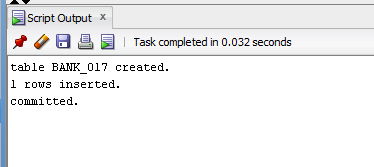 Script Output x
Task completed in 0.032 seconds
table BANK_017 created.
1 rows inserted.
committed.